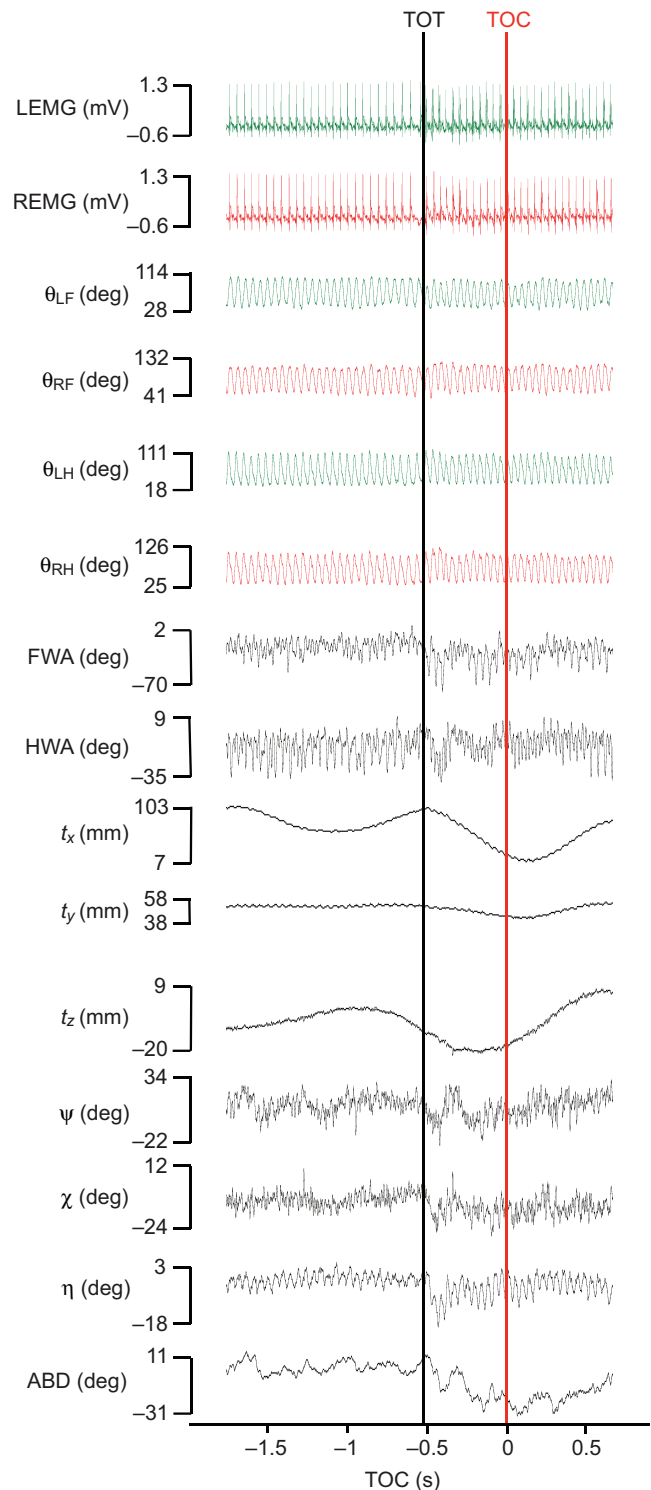 TOT TOC
LEMG (mV) 1.3
–0.6
REMG (mV) 1.3
–0.6
θLF (deg) 114
28
θRF (deg) 132
41
θLH (deg) 111
18
θRH (deg) 126
25
FWA (deg) 2
–70
HWA (deg) 9
–35
tx (mm) 103
7
ty (mm) 58
38
tz (mm) 9
–20
ψ (deg) 34
–22
χ (deg) 12
–24
η (deg) 3
–18
ABD (deg) 11
–31
–1.5 –1 –0.5 0 0.5
TOC (s)